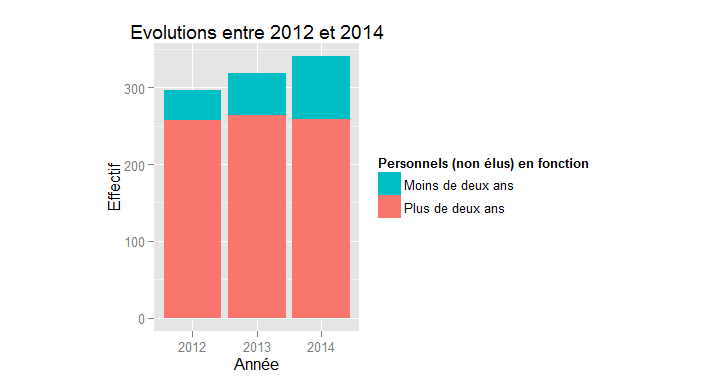 Evolutions entre 2012 et 2014
Effectif
300
200
100
0
2012 2013 2014
Année
Personnels (non élus) en fonction
Moins de deux ans
Plus de deux ans